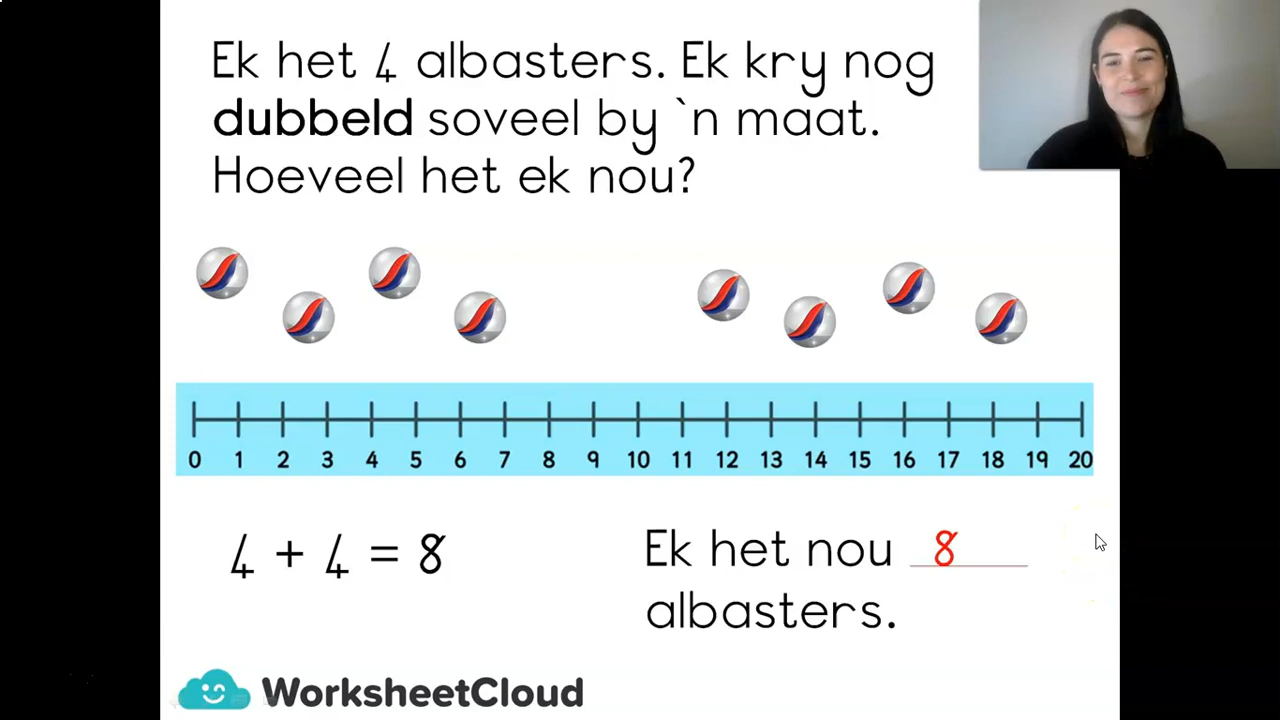 Ek het 4 albasters. Ek kry nog
dubbeld soveel by `n maat.
Hoeveel het ek nou?
0 1 2 3 4 5 6 7 8 9 10 11 12 13 14 15 16 17 18 19 20
4 + 4 = 8
Ek het nou 8
albasters.
WorksheetCloud